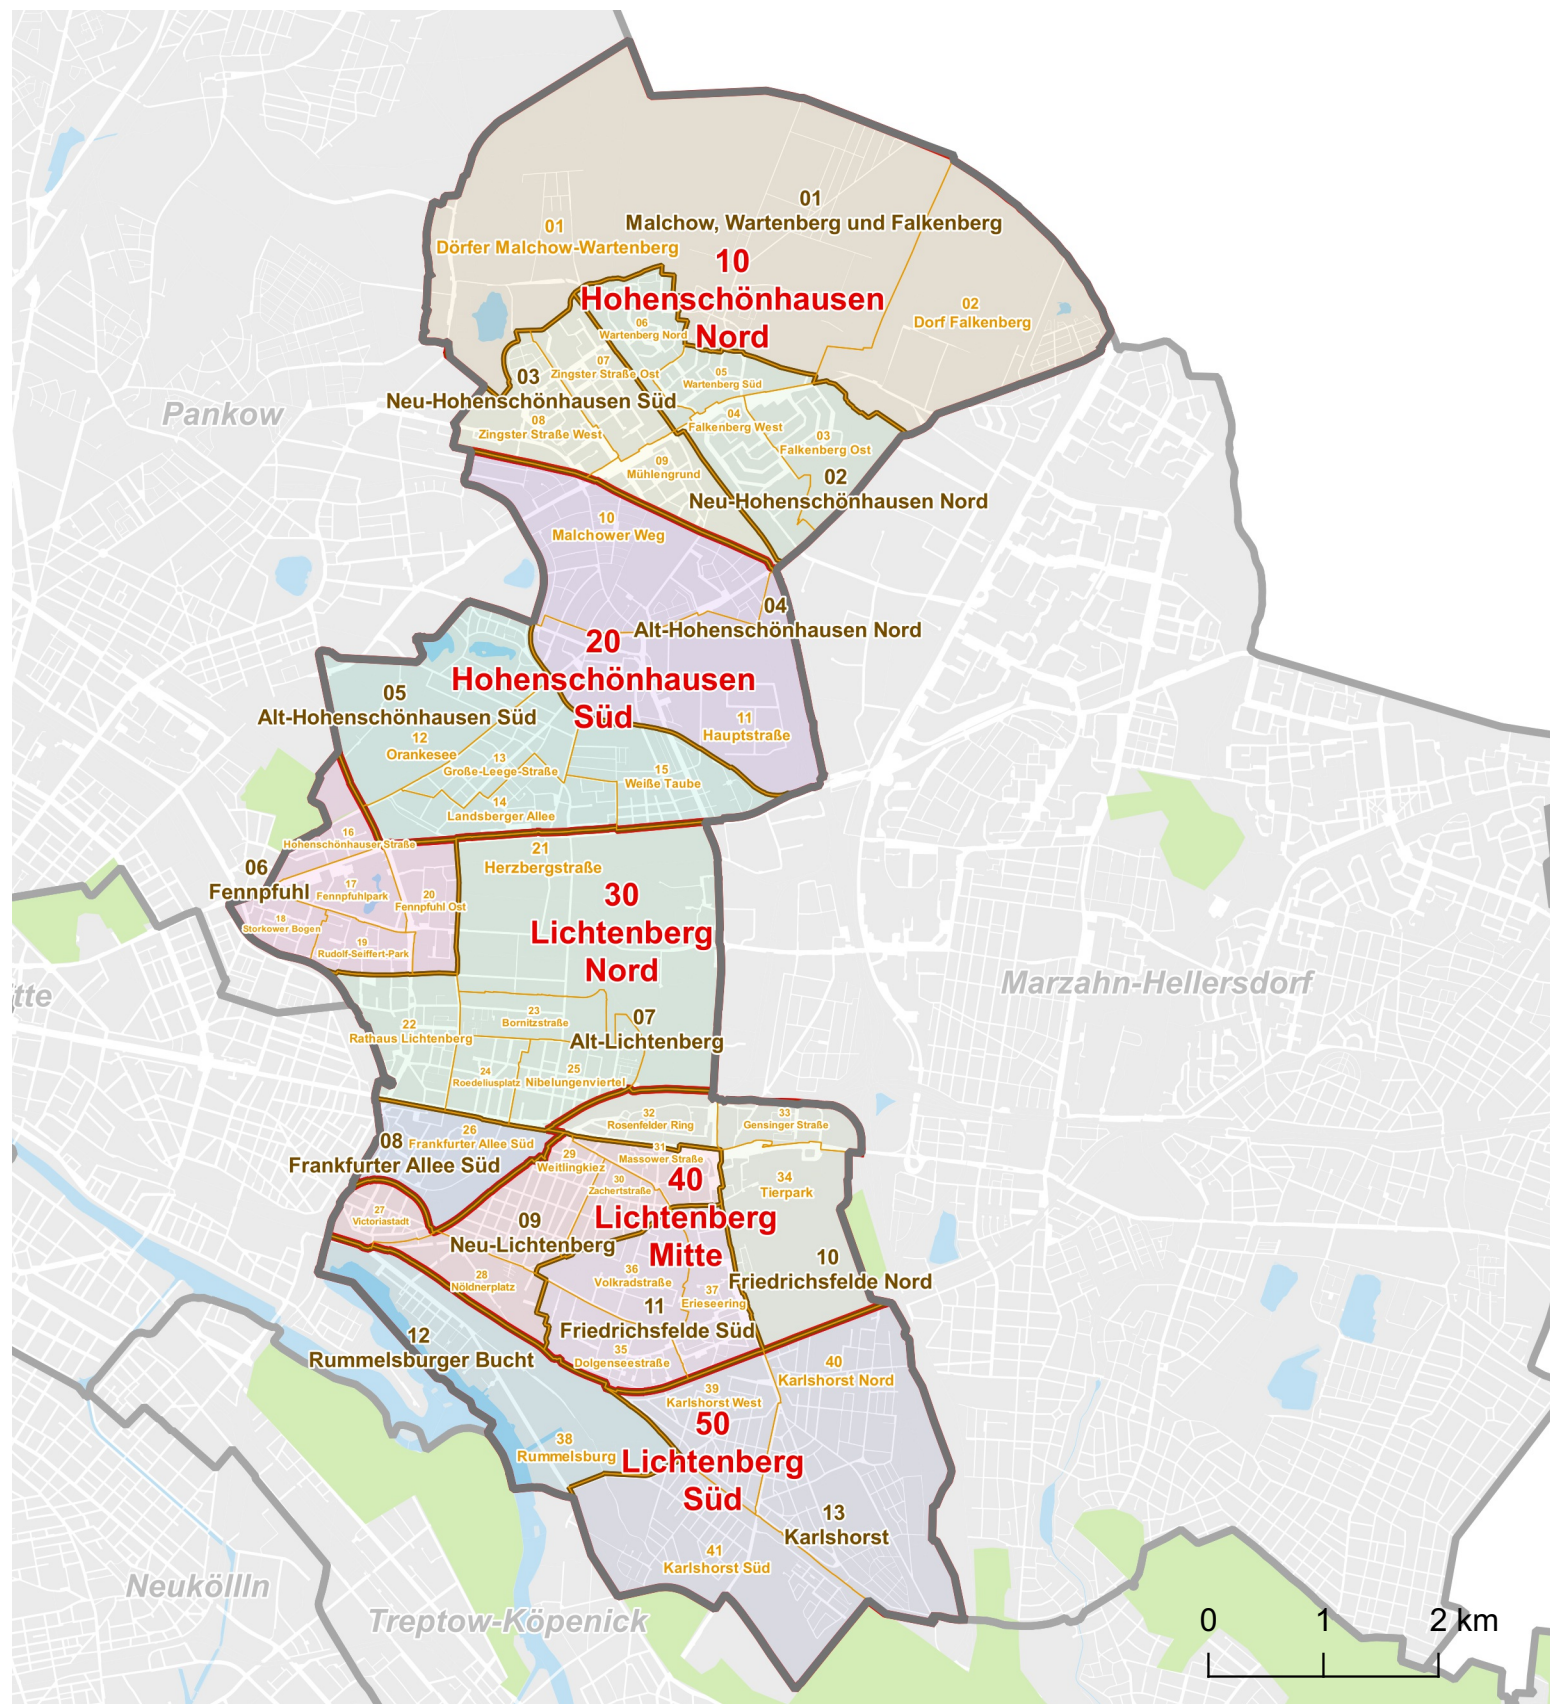 01
Malchow, Wartenberg und Falkenberg
01
Dörfer Malchow-Wartenberg
10
Hohenschönhausen
Nord
02
Dorf Falkenberg
06
Wartenberg Nord
07
Zingster Straße Ost
05
Wartenberg Süd
03
Neu-Hohenschönhausen Süd
Pankow
08
Zingster Straße West
04
Falkenberg West
03
Falkenberg Ost
09
Mühlengrund
02
Neu-Hohenschönhausen Nord
10
Malchower Weg
04
Alt-Hohenschönhausen Nord
20
Hohenschönhausen
Süd
05
Alt-Hohenschönhausen Süd
11
Hauptstraße
12
Orankesee
13
Große-Leege-Straße
15
Weiße Taube
14
Landsberger Allee
16
Hohenschönhauser Straße
21
Herzbergstraße
06
Fennpfuhl
17
Fennpfuhlpark
20
Fennpfuhl Ost
30
Lichtenberg
Nord
18
Storkower Bogen
19
Rudolf-Seiffert-Park
tte
Marzahn-Hellersdorf
22
Rathaus Lichtenberg
23
Bornitzstraße
07
Alt-Lichtenberg
24
Roedeliusplatz
25
Nibelungenviertel
32
Rosenfelder Ring
33
Gensinger Straße
26
Frankfurter Allee Süd
08
Frankfurter Allee Süd
29
Weitlingkiez
31
Massower Straße
30
Zachertstraße
40
Lichtenberg
Mitte
34
Tierpark
27
Victoriastadt
09
Neu-Lichtenberg
10
Friedrichsfelde Nord
28
Nöldnerplatz
36
Volkradstraße
37
Erieseering
11
Friedrichsfelde Süd
12
Rummelsburger Bucht
35
Dolgenseestraße
40
Karlshorst Nord
39
Karlshorst West
50
Lichtenberg
Süd
38
Rummelsburg
13
Karlshorst
41
Karlshorst Süd
Neuköllln
Treptow-Köpenick
0 1 2 km